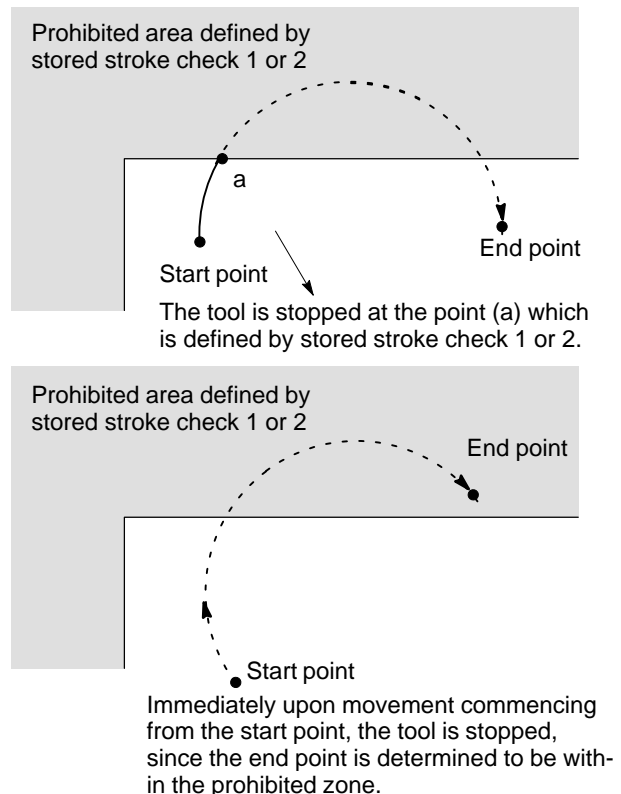 Prohibited area defined by
stored stroke check 1 or 2
a
End point
Start point
The tool is stopped at the point (a) which
is defined by stored stroke check 1 or 2.
Prohibited area defined by
stored stroke check 1 or 2
End point
Start point
Immediately upon movement commencing
from the start point, the tool is stopped,
since the end point is determined to be with-
in the prohibited zone.